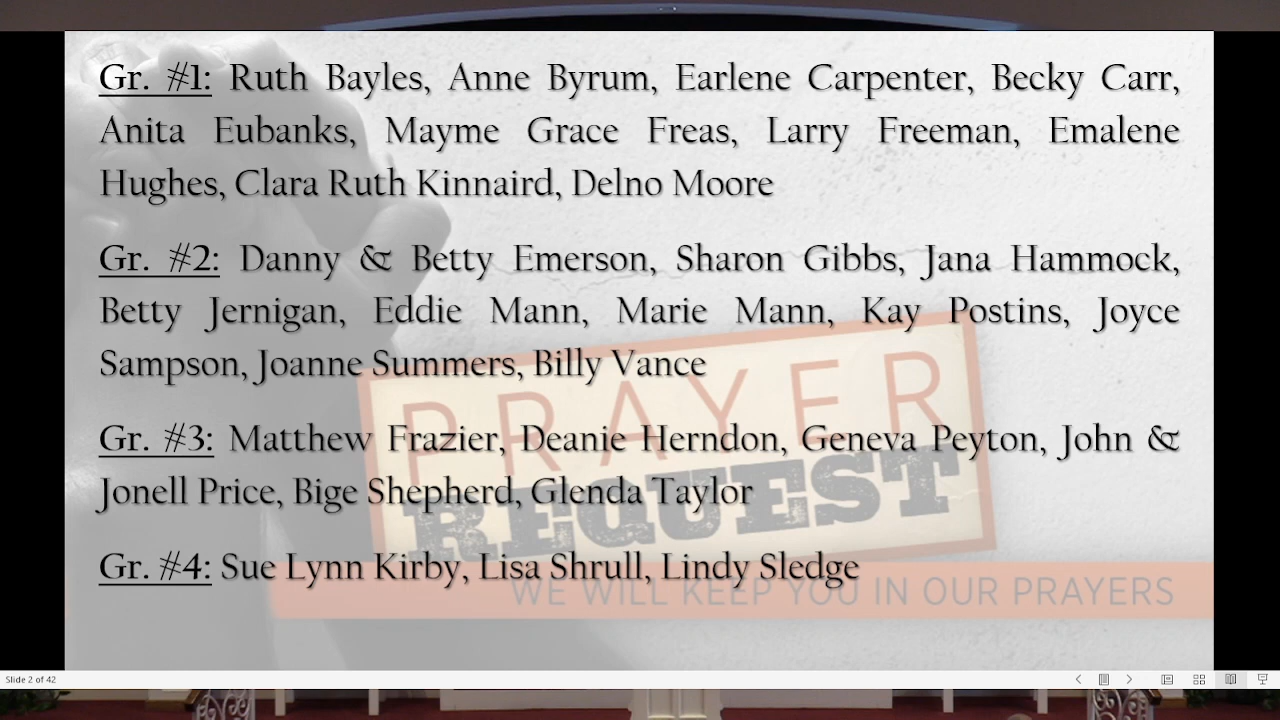 Gr. #1: Ruth Bayles, Anne Byrum, Earlene Carpenter, Becky Carr,
Anita Eubanks, Mayme Grace Freas, Larry Freeman, Emalene
Hughes, Clara Ruth Kinnaird, Delno Moore
Gr. #2: Danny & Betty Emerson, Sharon Gibbs, Jana Hammock,
Betty Jernigan, Eddie Mann, Marie Mann, Kay Postins, Joyce
Sampson, Joanne Summers, Billy Vance
PRAYER
Gr. #3: Matthew Frazier, Deanie Herndon, Geneva Peyton, John &
Jonell Price, Bige Shepherd, Glenda Taylor
REQUEST
Gr. #4: Sue Lynn Kirby, Lisa Shrull, Lindy Sledge
WE WILL KEEP YOU IN OUR PRAYERS
Slide 2 of 42